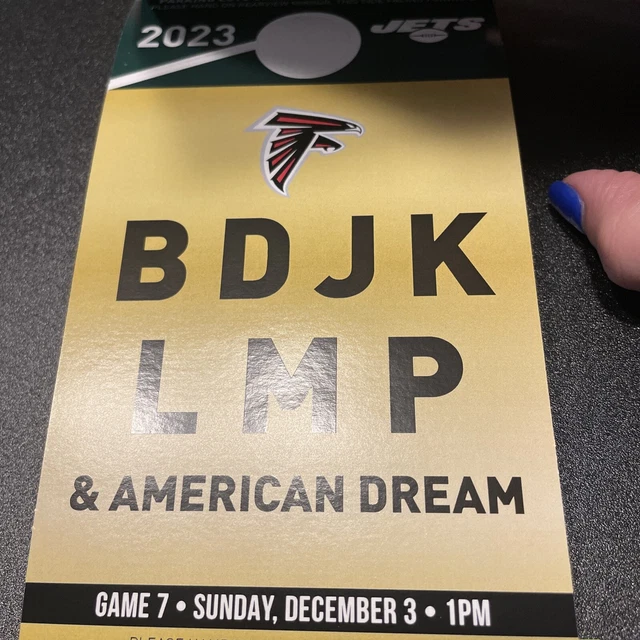 2023 JETS
BDJK
LMP
& AMERICAN DREAM
GAME 7 • SUNDAY, DECEMBER 3 • 1PM